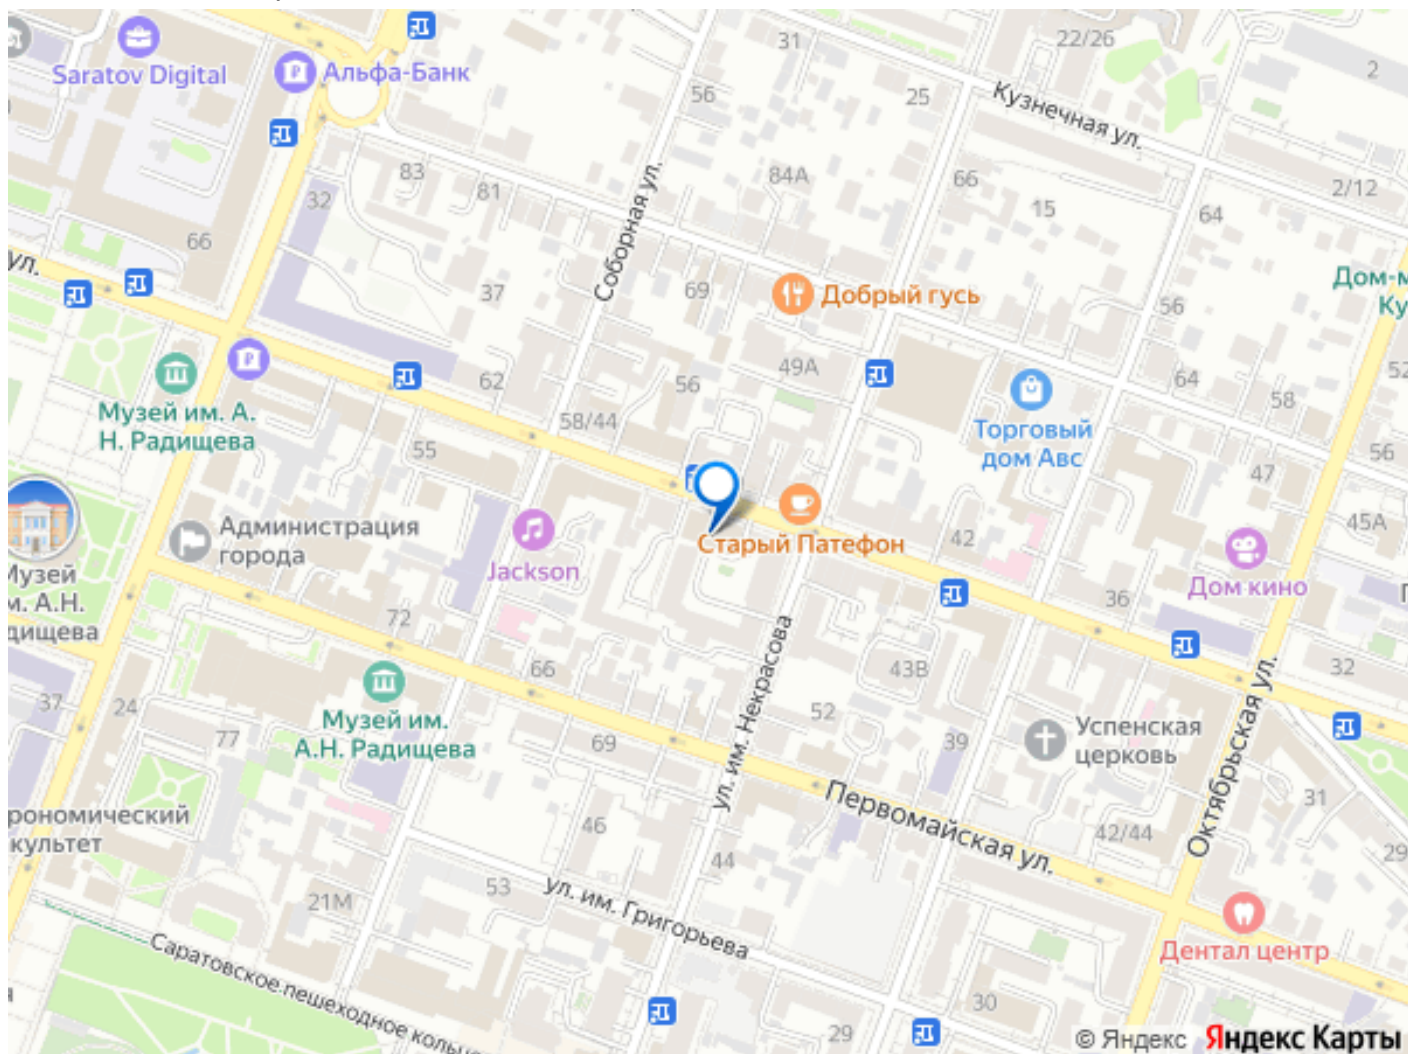 31
22/26
Saratov Digital
Альфа-Банк
2
56
25
Кузнечная ул.
83
81
84А
66
15
2/12
32
64
66
Соборная ул.
ул.
37
69
Добрый гусь
56
Дом-м
Ку
Музей им. А.
Н. Радищева
62
56
49А
64
58
52
58/44
Торговый
дом Авс
55
56
47
Администрация
города
Jackson
Старый Патефон
42
45А
Дом кино
Музей
м. А.Н.
дищева
72
36
66
ул. им. Некрасова
43В
32
37
24
Музей им.
А.Н. Радищева
77
69
52
39
Успенская
церковь
Октябрьская ул.
рономический
культет
46
Первомайская ул.
42/44
31
29
44
53
21М
ул. им. Григорьева
Саратовское пешеходное кольц
Дентал центр
30
29
© Яндекс Яндекс Карты